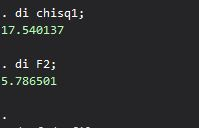 . di chisq1;
17.540137
. di F2;
5.786501
.